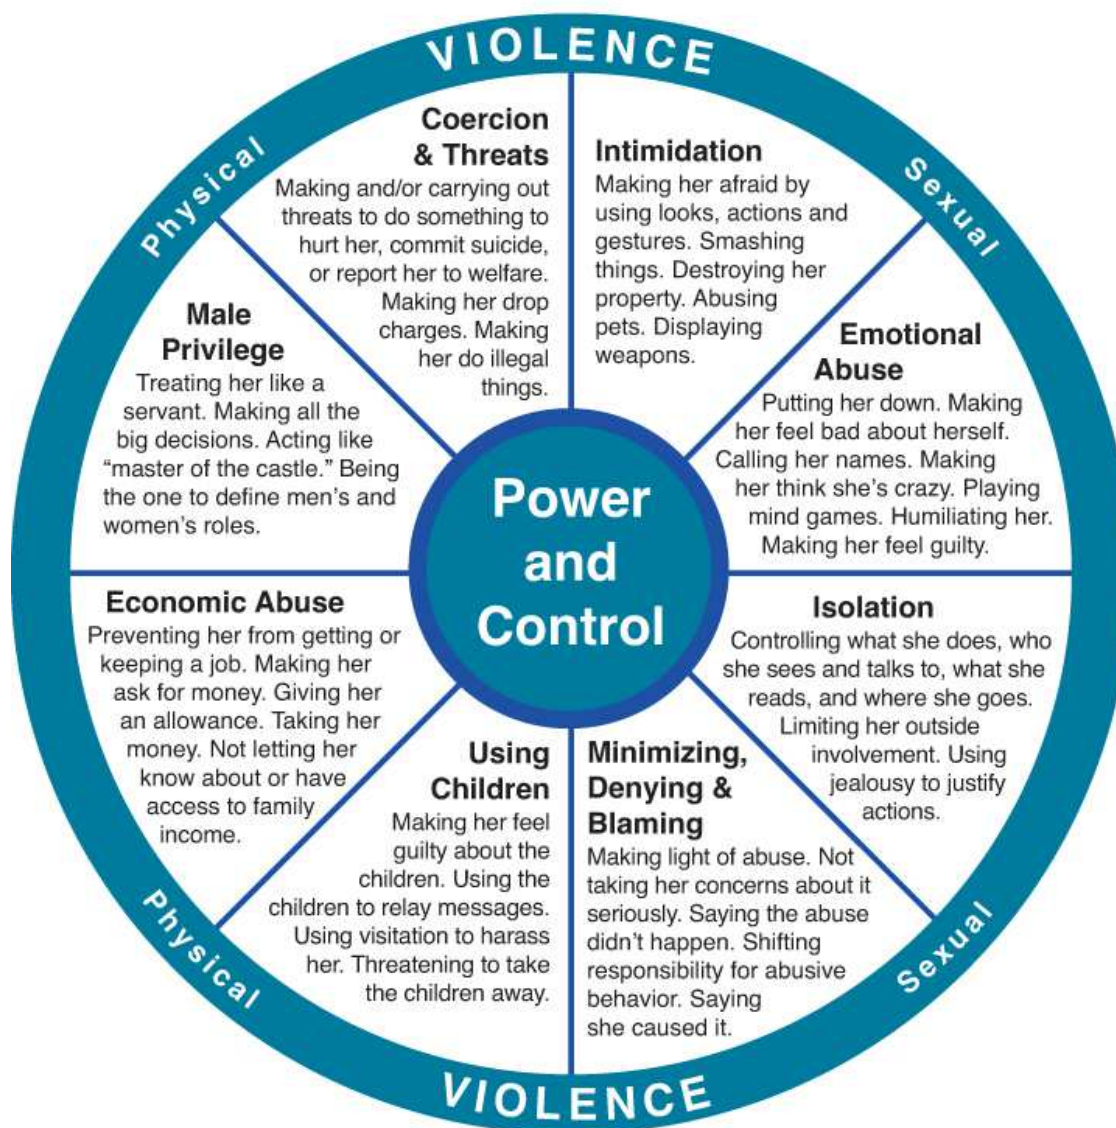 VIOLENCE
Physical
Sexual
Coercion
& Threats
Making and/or carrying out
threats to do something to
hurt her, commit suicide,
or report her to welfare.
Making her drop
charges. Making
her do illegal
things.
Intimidation
Making her afraid by
using looks, actions and
gestures. Smashing
things. Destroying her
property. Abusing
pets. Displaying
weapons.
Male
Privilege
Treating her like a
servant. Making all the
big decisions. Acting like
“master of the castle.” Being
the one to define men’s and
women’s roles.
Emotional
Abuse
Putting her down. Making
her feel bad about herself.
Calling her names. Making
her think she’s crazy. Playing
mind games. Humiliating her.
Making her feel guilty.
Power
and
Control
Economic Abuse
Preventing her from getting or
keeping a job. Making her
ask for money. Giving her
an allowance. Taking her
money. Not letting her
know about or have
access to family
income.
Isolation
Controlling what she does, who
she sees and talks to, what she
reads, and where she goes.
Limiting her outside
involvement. Using
jealousy to justify
actions.
Using
Children
Making her feel
guilty about the
children. Using the
children to relay messages.
Using visitation to harass
her. Threatening to take
the children away.
Minimizing,
Denying &
Blaming
Making light of abuse. Not
taking her concerns about it
seriously. Saying the abuse
didn’t happen. Shifting
responsibility for abusive
behavior. Saying
she caused it.
Physical
Sexual
VIOLENCE